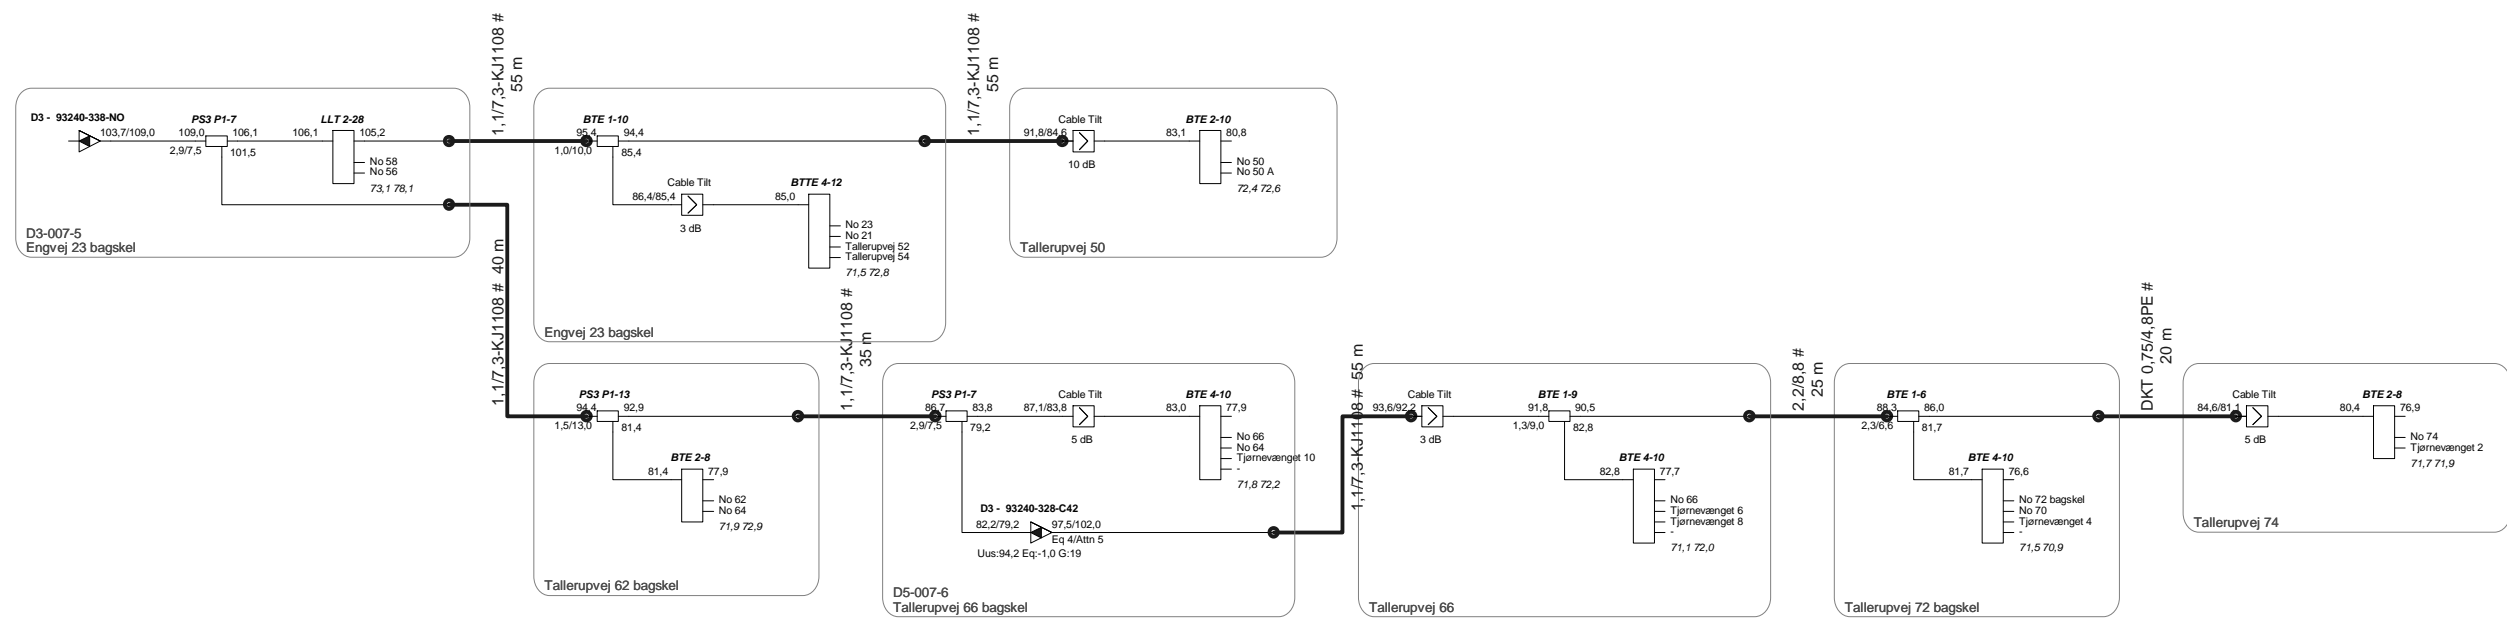 1,1/7,3-KJ1108 #
55 m
1,1/7,3-KJ1108 #
55 m
D3 - 93240-338-NO
103,7/109,0
PS3 P1-7
109,0 106,1
2,9/7,5 101,5
LLT 2-28
106,1 105,2
No 58
No 56
73,1 78,1
D3-007-5
Engvej 23 bagskel
BTE 1-10
95,4 94,4
1,0/10,0 85,4
Cable Tilt
86,4/85,4
3 dB
BTTE 4-12
85,0
No 23
No 21
Tallerupvej 52
Tallerupvej 54
71,5 72,8
Engvej 23 bagskel
Cable Tilt
91,8/84,6
10 dB
BTE 2-10
83,1 80,8
No 50
No 50 A
72,4 72,6
Tallerupvej 50
1,1/7,3-KJ1108 # 40 m
PS3 P1-13
94,4 92,9
1,5/13,0 81,4
BTE 2-8
81,4 77,9
No 62
No 64
71,9 72,9
Tallerupvej 62 bagskel
1,1/7,3-KJ1108 #
35 m
PS3 P1-7
86,7 83,8
2,9/7,5 79,2
Cable Tilt
87,1/83,8
5 dB
BTE 4-10
83,0 77,9
No 66
No 64
Tjørnevænget 10
-
71,8 72,2
D3 - 93240-328-C42
82,2/79,2 97,5/102,0
Eq 4/Attn 5
Uus:94,2 Eq:-1,0 G:19
D5-007-6
Tallerupvej 66 bagskel
1,1/7,3-KJ1108 # 55 m
Cable Tilt
93,6/92,2
3 dB
BTE 1-9
91,8 90,5
1,3/9,0 82,8
BTE 4-10
82,8 77,7
No 66
Tjørnevænget 6
Tjørnevænget 8
-
71,1 72,0
Tallerupvej 66
2,2/8,8 #
25 m
BTE 1-6
88,3 86,0
2,3/6,6 81,7
BTE 4-10
81,7 76,6
No 72 bagskel
No 70
Tjørnevænget 4
-
71,5 70,9
Tallerupvej 72 bagskel
DKT 0,75/4,8PE #
20 m
Cable Tilt
84,6/81,1
5 dB
BTE 2-8
80,4 76,9
No 74
Tjørnevænget 2
71,7 71,9
Tallerupvej 74